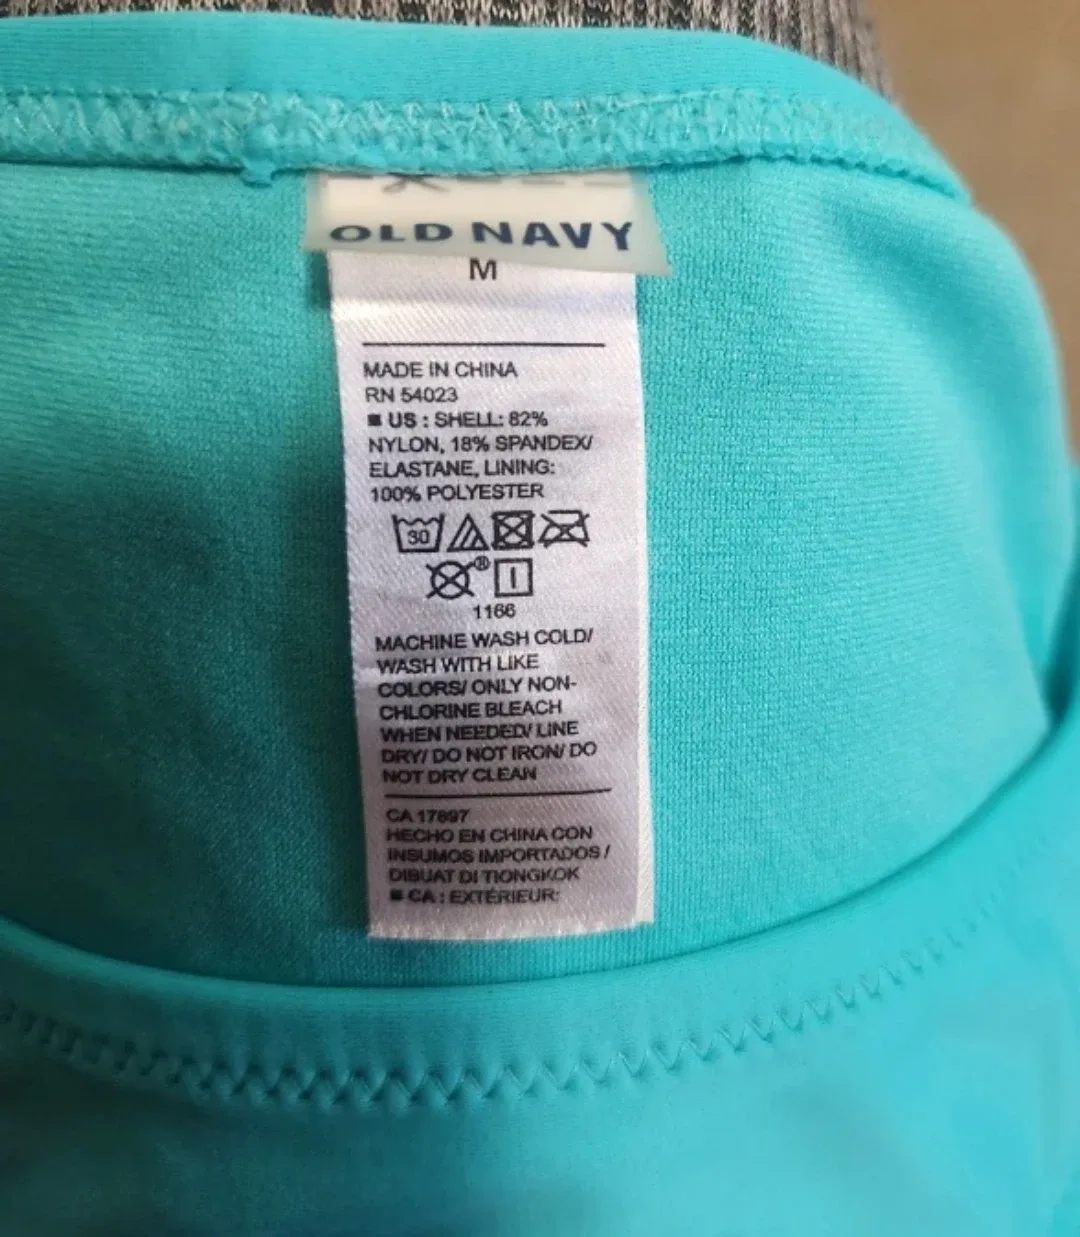 OLD NAVY
M
MADE IN CHINA
RN 54023
■ US : SHELL: 82%
NYLON, 18% SPANDEX/
ELASTANE, LINING:
100% POLYESTER
30
®
1166
MACHINE WASH COLD/
WASH WITH LIKE
COLORS/ ONLY NON-
CHLORINE BLEACH
WHEN NEEDED/ LINE
DRY/ DO NOT IRON/ DO
NOT DRY CLEAN
CA 17897
HECHO EN CHINA CON
INSUMOS IMPORTADOS /
DIBUAT DI TIONGKOK
■ CA : EXTÉRIEUR: